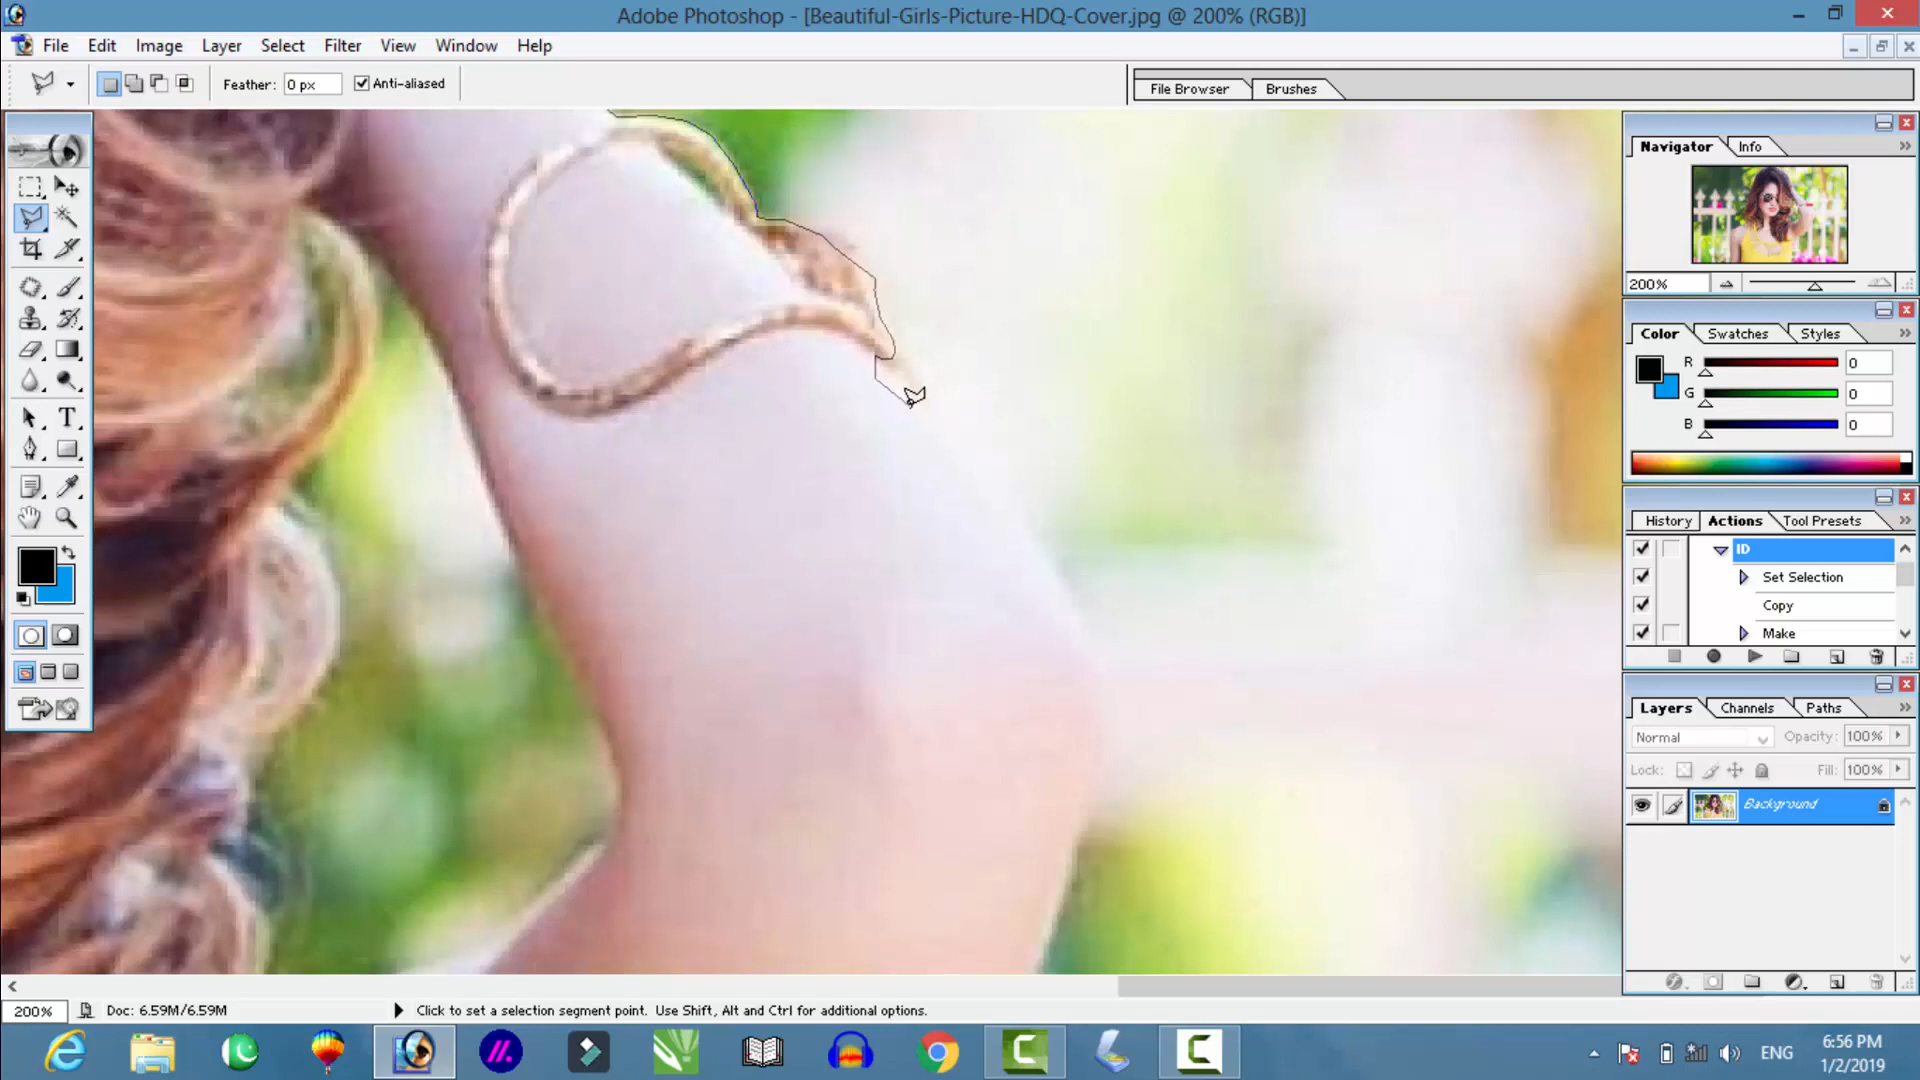 Adobe Photoshop - [Beautiful-Girls-Picture-HDQ-Cover.jpg @ 200% (RGB)]
File Edit Image Layer Select Filter View Window Help
Feather: 0 px Anti-aliased
File Browser Brushes
Navigator Info
200%
Color Swatches Styles
R 0
G 0
B 0
History Actions Tool Presets
ID
Set Selection
Copy
Make
Layers Channels Paths
Normal Opacity: 100%
Lock: Fill: 100%
Background
T
200% Doc: 6.59M/6.59M Click to set a selection segment point. Use Shift, Alt and Ctrl for additional options.
ENG
6:56 PM
1/2/2019